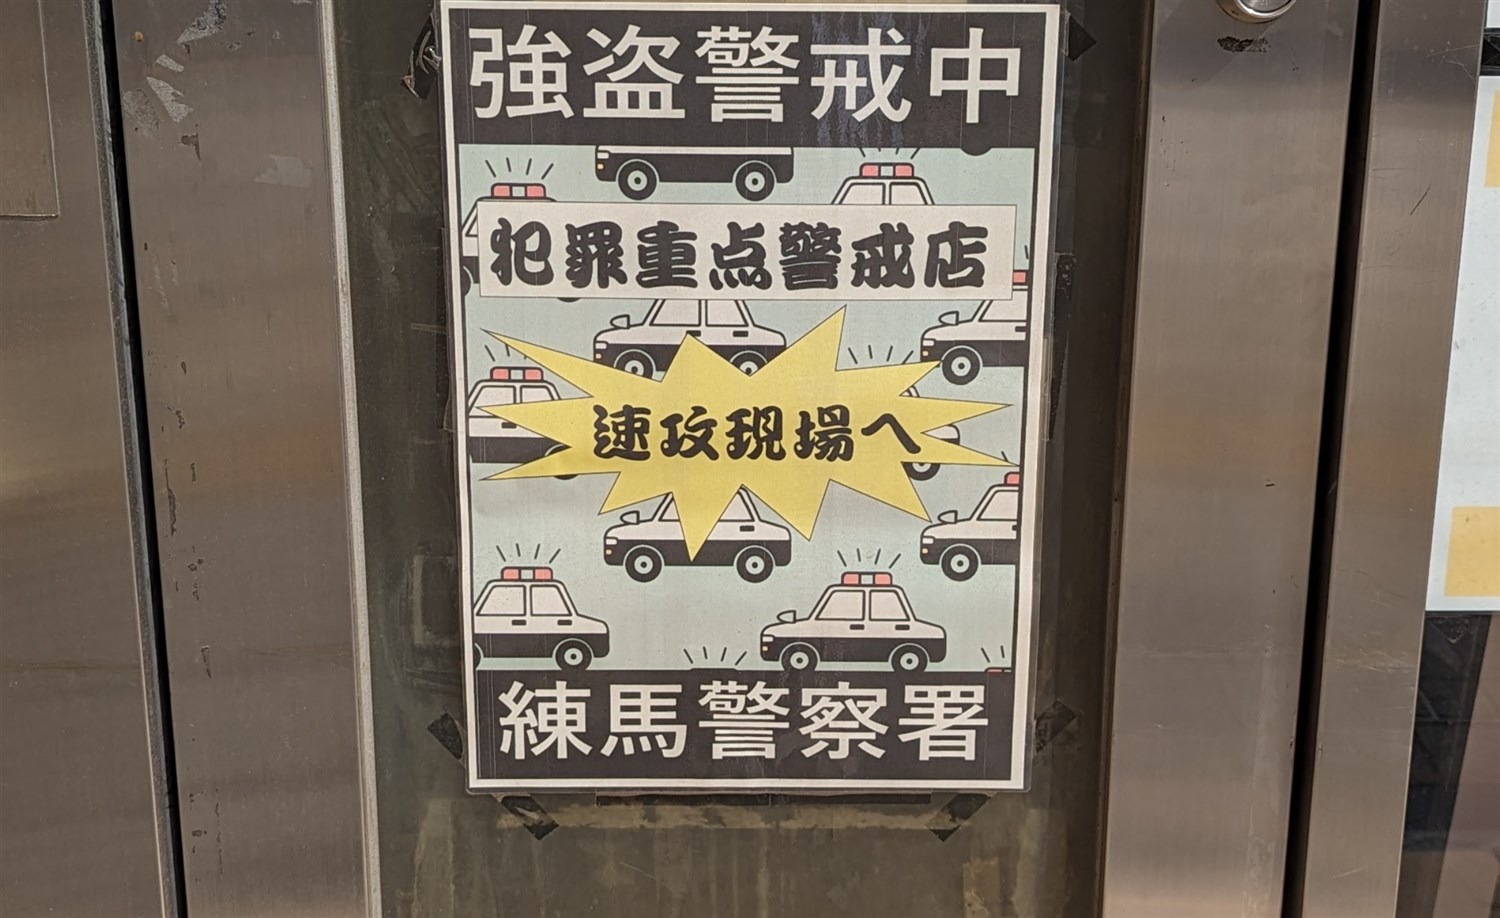 強盗警戒中
犯罪重点警戒店
速攻現場へ
練馬警察署